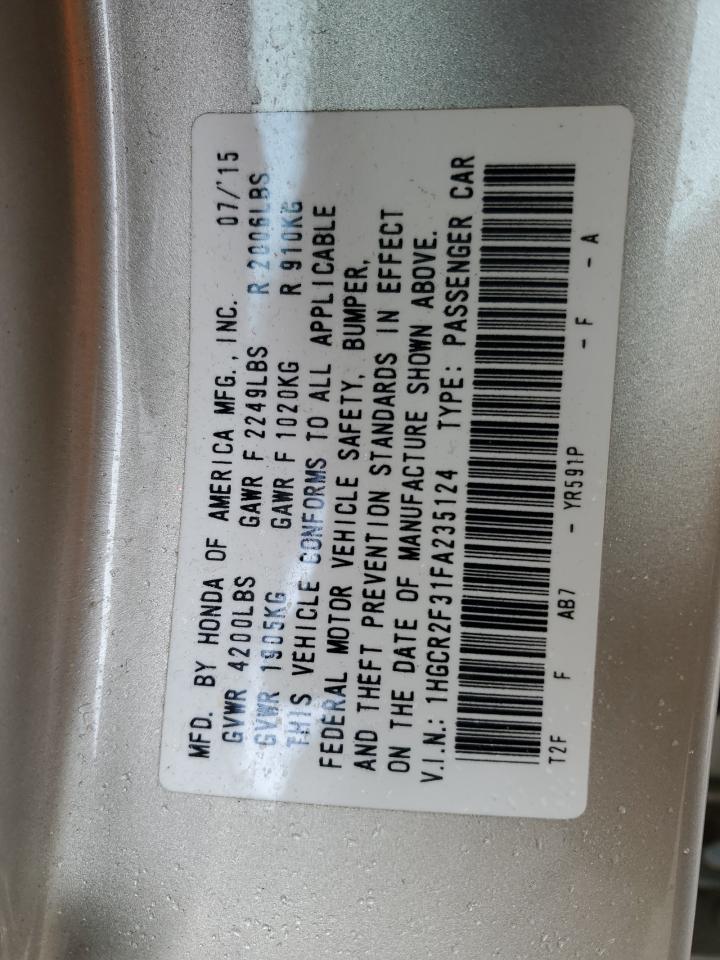 MFD. BY HONDA OF AMERICA MFG., INC. 07/'15
GVWR 4200LBS GAWR F 2249LBS R 2006LBS
GVWR 1905KG GAWR F 1020KG R 910KG
THIS VEHICLE CONFORMS TO ALL APPLICABLE
FEDERAL MOTOR VEHICLE SAFETY, BUMPER,
AND THEFT PREVENTION STANDARDS IN EFFECT
ON THE DATE OF MANUFACTURE SHOWN ABOVE.
V.I.N.: 1HGCR2F31FA235124 TYPE: PASSENGER CAR
T2F F AB7 - YR591P - F - A